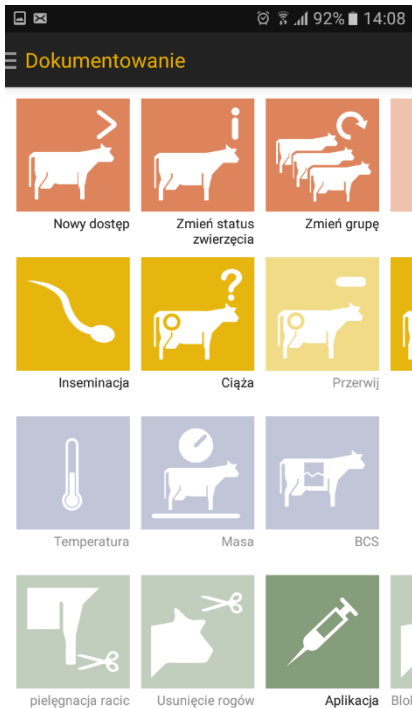 92% 14:08
Dokumentowanie
Nowy dostęp
Zmień status
zwierzęcia
Zmień grupę
Inseminacja
Ciąża
Przerwij
Temperatura
Masa
BCS
pielęgnacja racic
Usunięcie rogów
Aplikacja
Blok